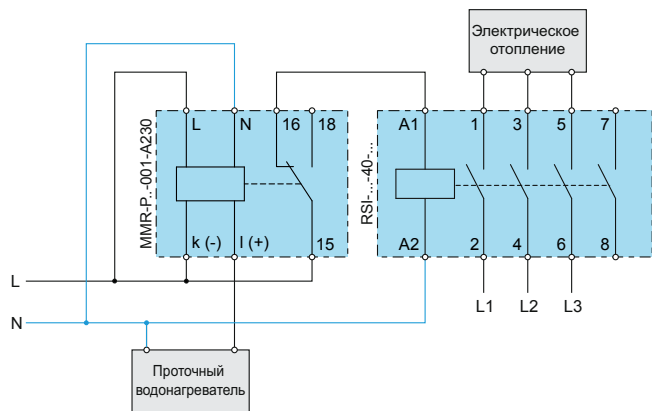 Электрическое
отопление
L N 16 18
A1 1 3 5 7
MMR-P..-001-A230
RSI-...-40-...
k (-) l (+) 15
A2 2 4 6 8
L
L1 L2 L3
N
Проточный
водонагреватель